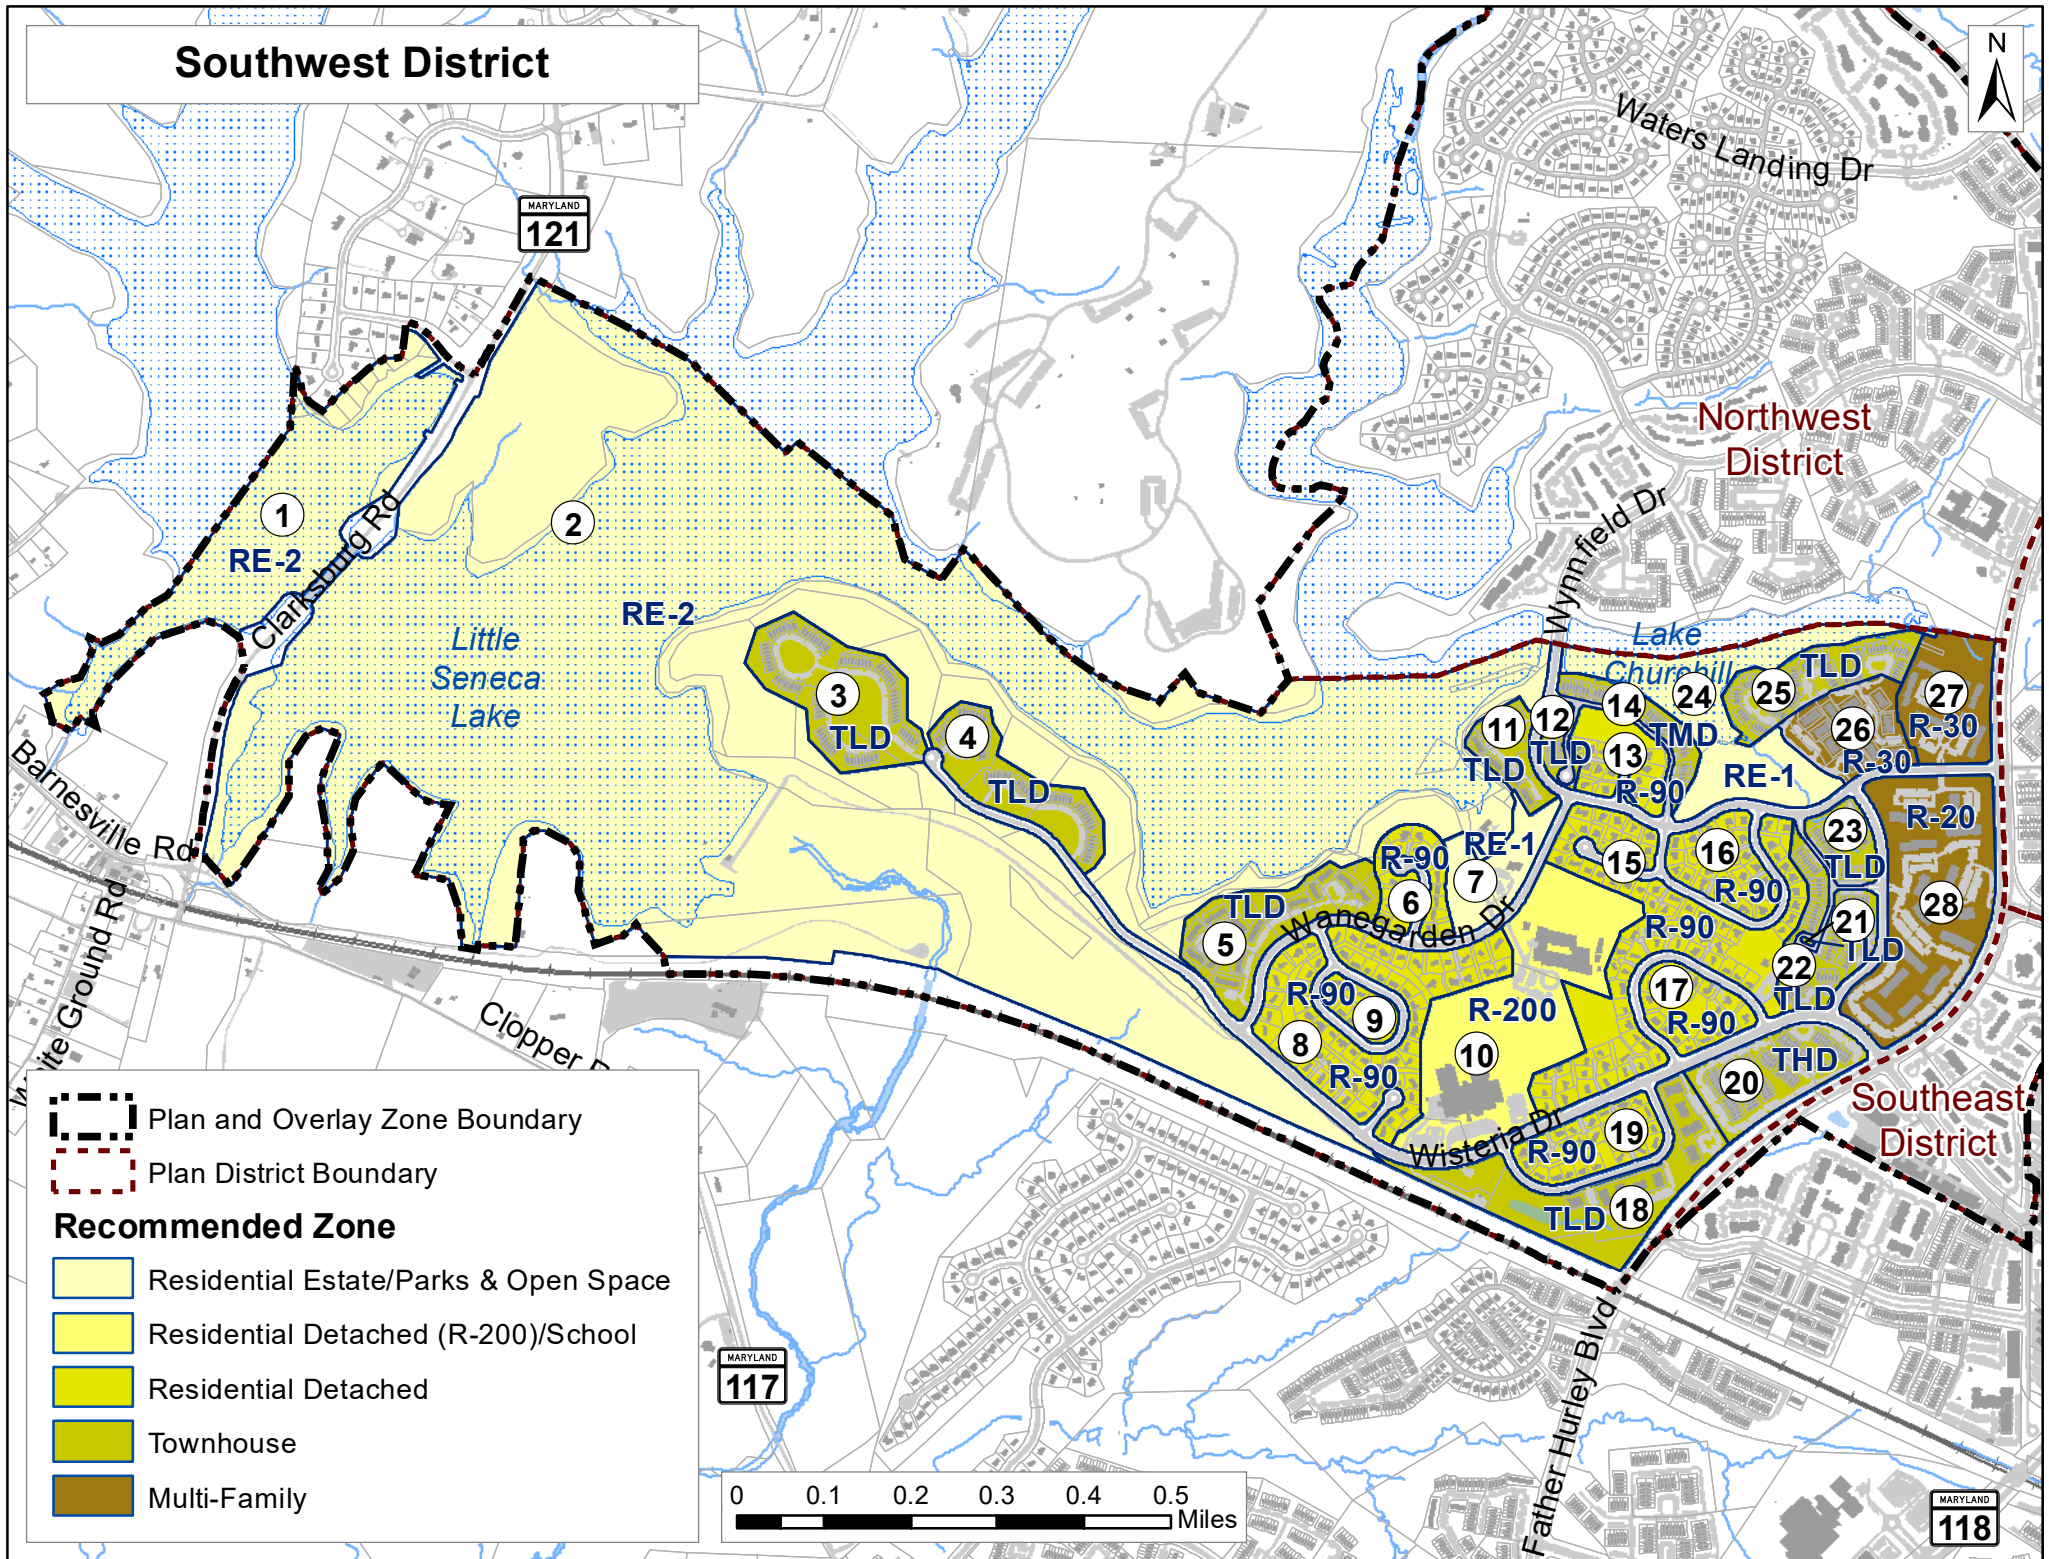 Southwest District
N
Waters Landing Dr
MARYLAND
121
Northwest
District
Wynnfield Dr
1
RE-2
Clarksburg Rd
2
RE-2
Little
Seneca
Lake
Lake
Churchill
3
TLD
4
TLD
11
TLD
12
TLD
14
13
R-90
TMD
24
25
TLD
26
R-30
27
R-30
RE-1
Barnesville Rd
White Ground Rd
5
TLD
R-90
6
RE-1
7
Wanegarden Dr
15
R-90
16
R-90
23
TLD
R-20
28
21
TLD
22
TLD
17
R-90
R-90
9
8
R-90
R-200
10
THD
20
Wisteria Dr
19
R-90
TLD
18
Southeast
District
Clopper R
Plan and Overlay Zone Boundary
Plan District Boundary
Recommended Zone
Residential Estate/Parks & Open Space
Residential Detached (R-200)/School
Residential Detached
Townhouse
Multi-Family
MARYLAND
117
0 0.1 0.2 0.3 0.4 0.5
Miles
Father Hurley Blvd
MARYLAND
118